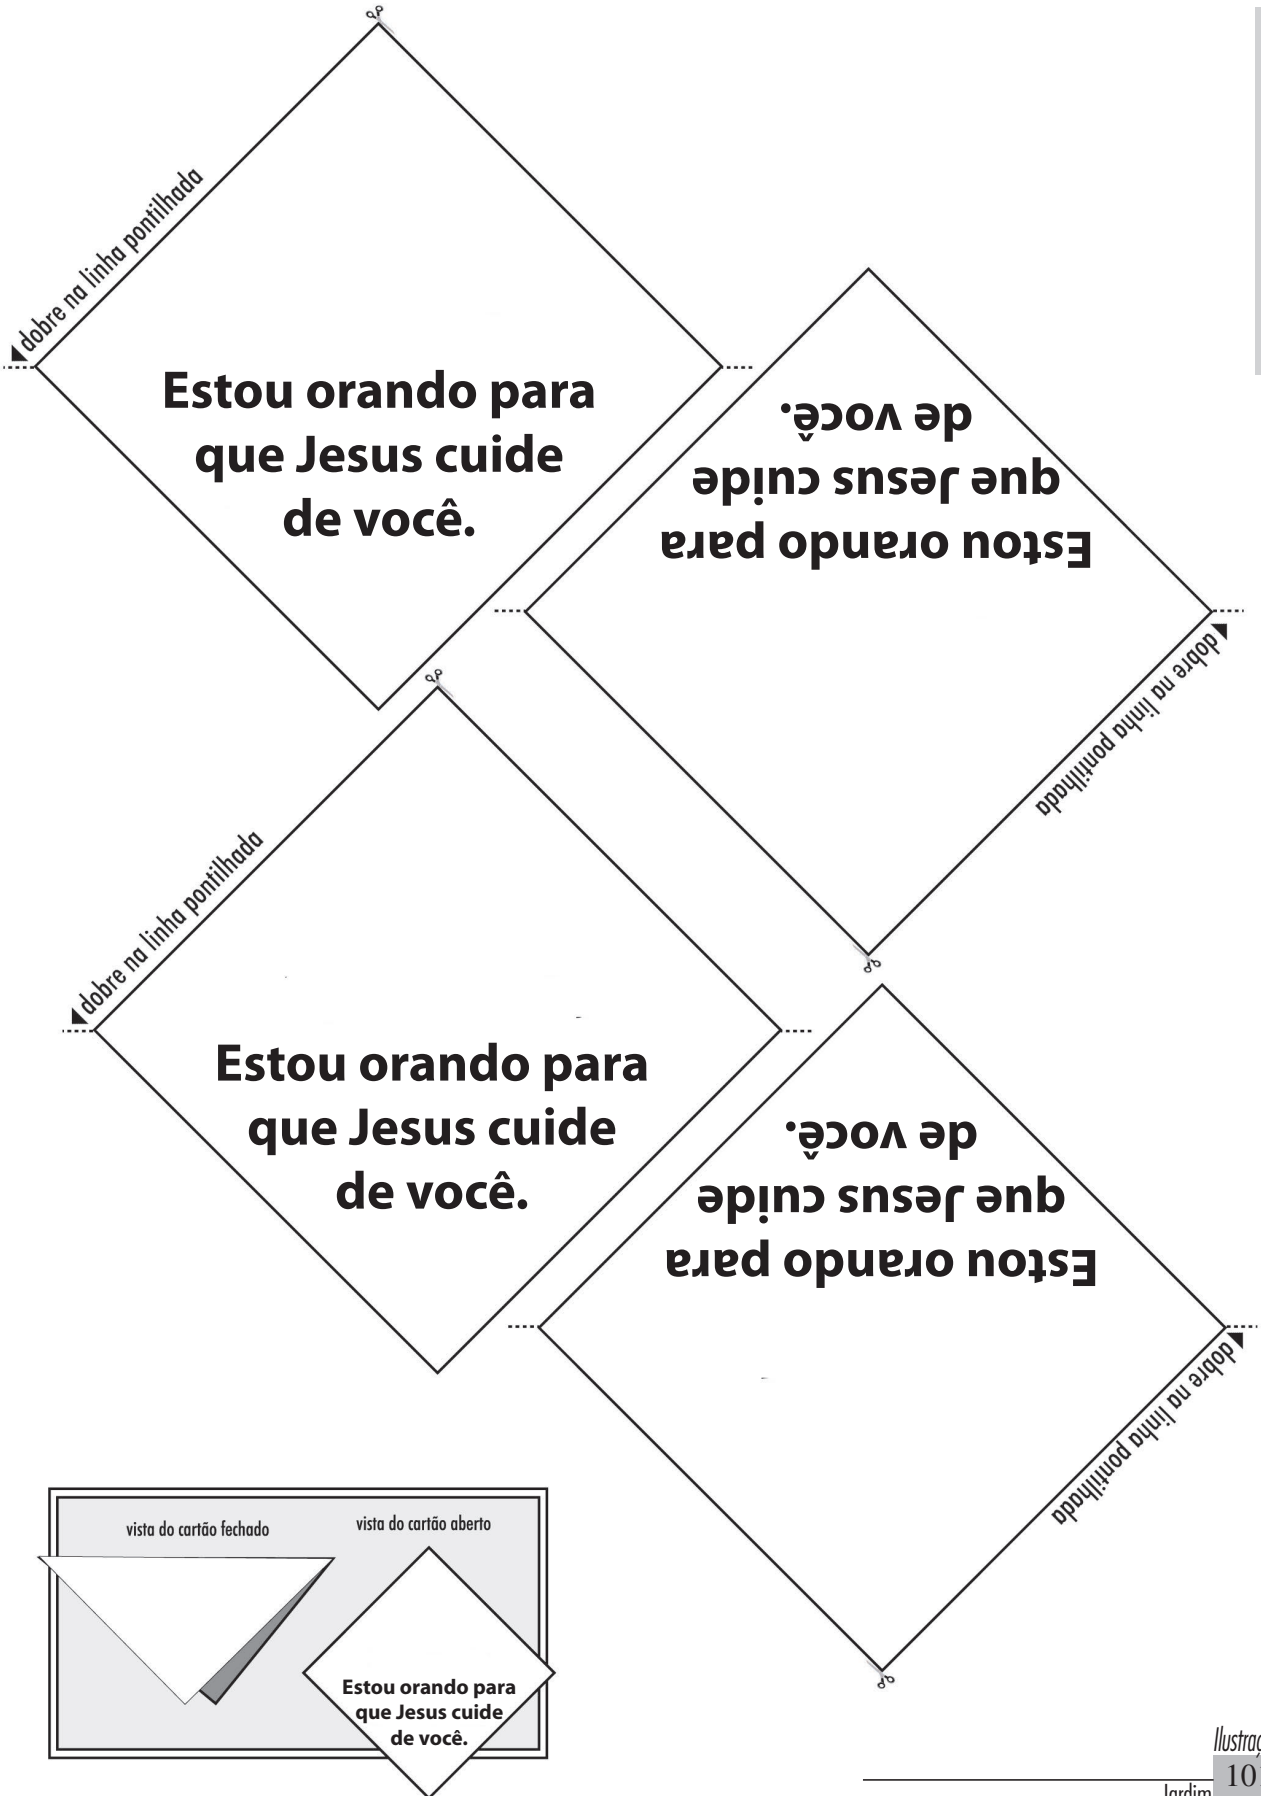 dobre na linha pontilhada
Estou orando para
que Jesus cuide
de você.
Estou orando para
que Jesus cuide
de você.
dobre na linha pontilhada
dobre na linha pontilhada
Estou orando para
que Jesus cuide
de você.
Estou orando para
que Jesus cuide
de você.
dobre na linha pontilhada
vista do cartão fechado
vista do cartão aberto
Estou orando para
que Jesus cuide
de você.
Jardim